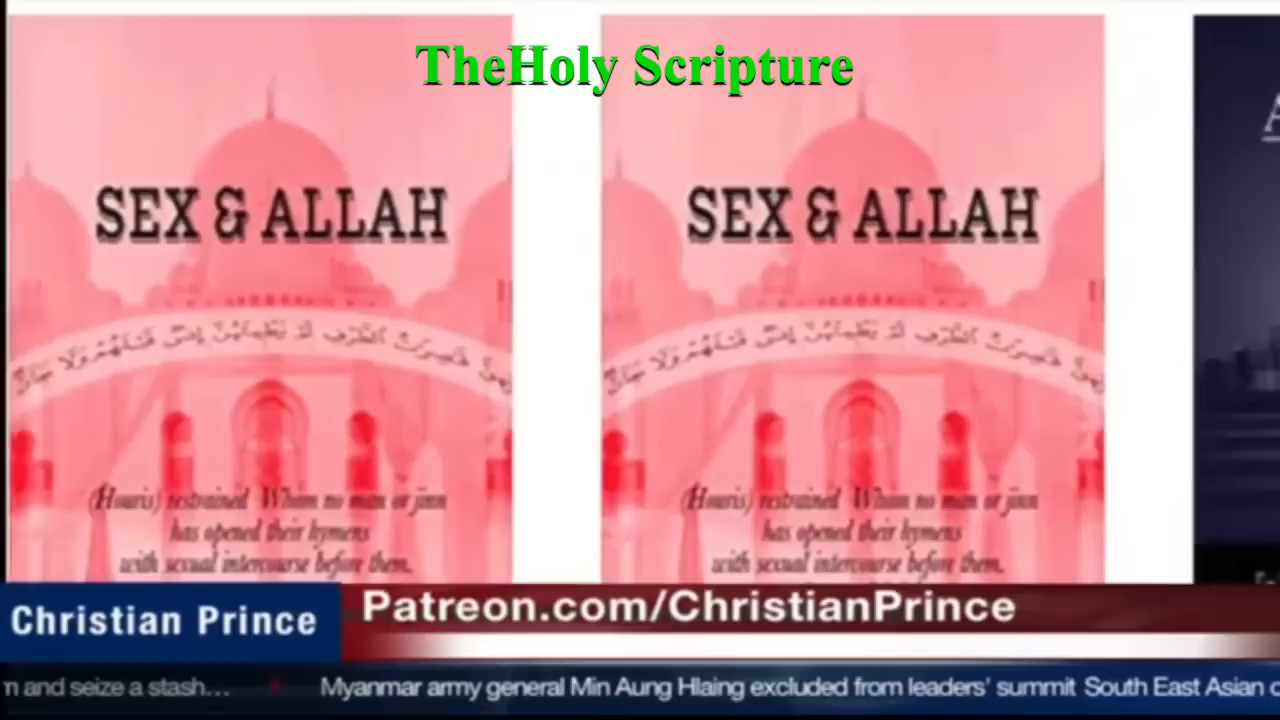 TheHoly Scripture
SEX & ALLAH
SEX & ALLAH
(Houris) restrained Whom no man or jinn
has opened their hymens
with sexual intercourse before them.
(Houris) restrained Whom no man or jinn
has opened their hymens
with sexual intercourse before them.
Christian Prince
Patreon.com/ChristianPrince
and seize a stash...
Myanmar army general Min Aung Hlaing excluded from leaders' summit South East Asian